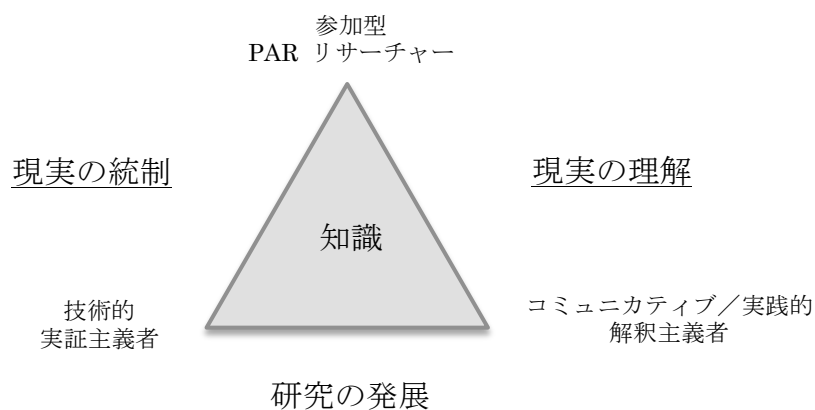 参加型
PAR リサーチャー
現実の統制
現実の理解
知識
技術的
実証主義者
コミュニカティブ／実践的
解釈主義者
研究の発展